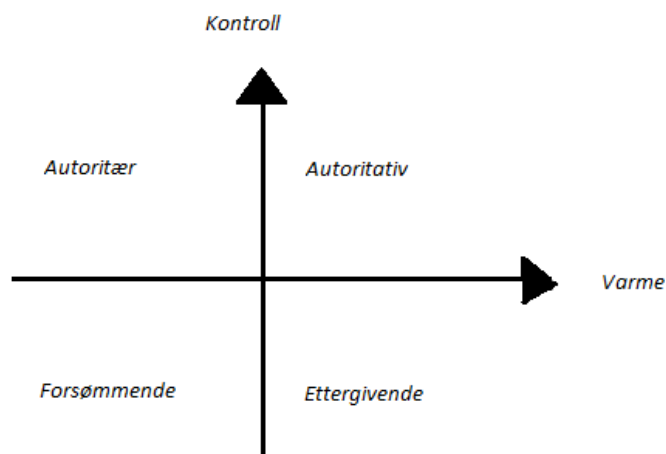 Kontroll
Autoritær
Autoritativ
Varme
Forsømmende
Ettergivende